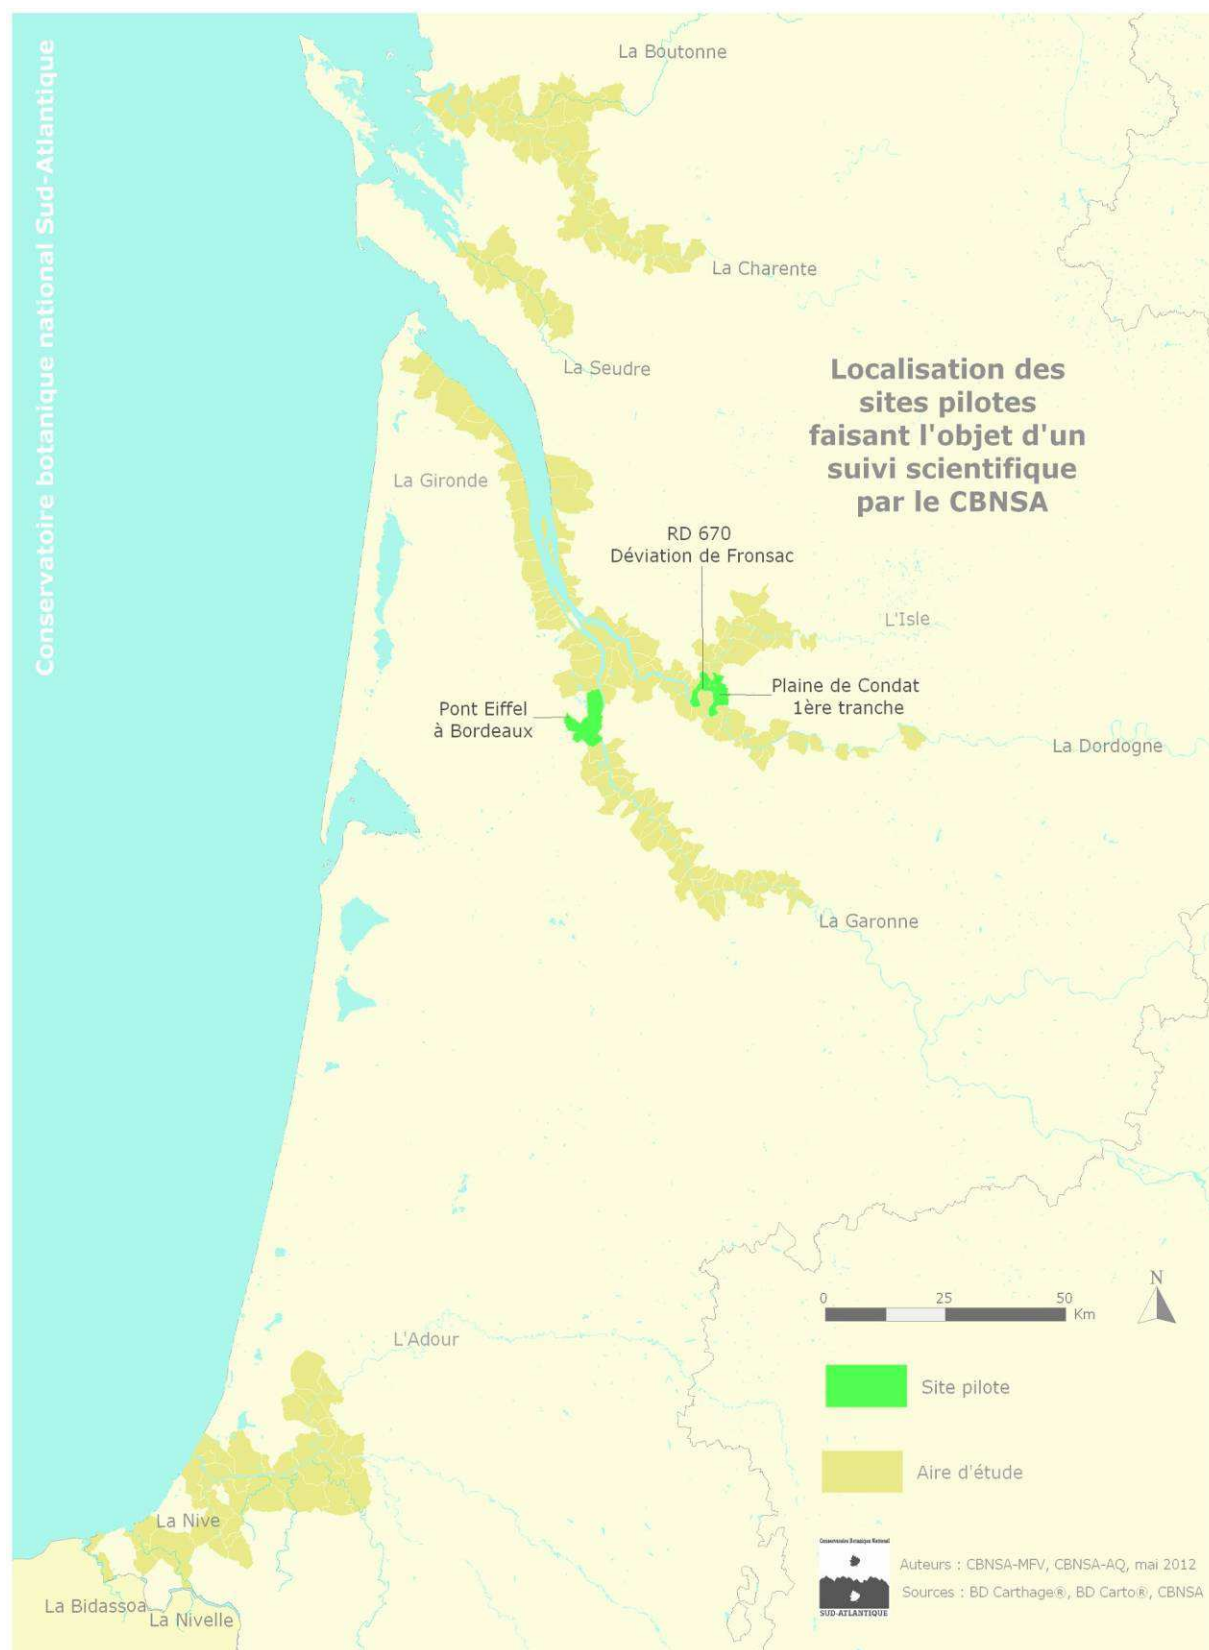 Conservatoire botanique national Sud-Atlantique
La Boutonne
La Charente
La Seudre
Localisation des
sites pilotes
faisant l'objet d'un
suivi scientifique
par le CBNSA
La Gironde
RD 670
Déviation de Fronsac
L'Isle
Plaine de Condat
1ère tranche
Pont Eiffel
à Bordeaux
La Dordogne
La Garonne
N
0 25 50
Km
L'Adour
Site pilote
Aire d'étude
La Nive
La Bidassoa
La Nivelle
Conservatoire Botanique National
SUD-ATLANTIQUE
Auteurs : CBNSA-MFV, CBNSA-AQ, mai 2012
Sources : BD Carthage®, BD Carto®, CBNSA